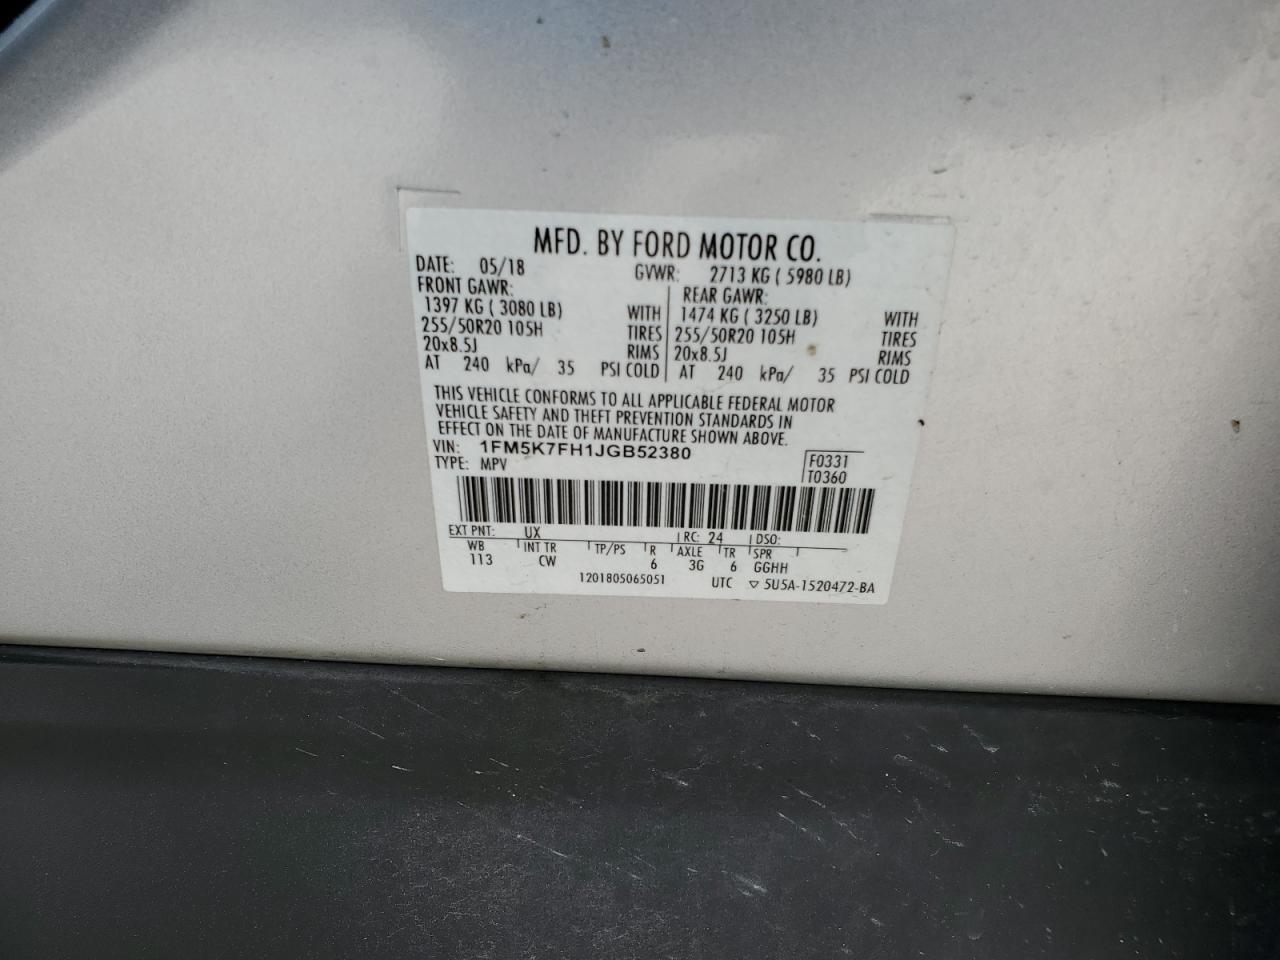 MFD. BY FORD MOTOR CO.
DATE: 05/18 GVWR: 2713 KG ( 5980 LB)
FRONT GAWR: REAR GAWR:
1397 KG ( 3080 LB) WITH 1474 KG ( 3250 LB) WITH
255/50R20 105H TIRES 255/50R20 105H TIRES
20x8.5J RIMS 20x8.5J RIMS
AT 240 kPa/ 35 PSI COLD AT 240 kPa/ 35 PSI COLD
THIS VEHICLE CONFORMS TO ALL APPLICABLE FEDERAL MOTOR
VEHICLE SAFETY AND THEFT PREVENTION STANDARDS IN
EFFECT ON THE DATE OF MANUFACTURE SHOWN ABOVE.
VIN: 1FM5K7FH1JGB52380 F0331
TYPE: MPV T0360
EXT PNT: UX RC: 24 DSO:
WB INT TR TP/PS R AXLE TR SPR
113 CW 6 3G 6 GGHH
1201805065051 UTC ▽ 5U5A-1520472-BA